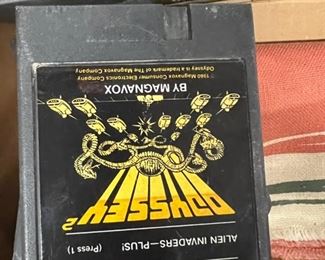 ALIEN INVADERS–PLUS!
(Press 1)
ODYSSEY²
BY MAGNAVOX
©1980 Magnavox Consumer Electronics Company
Odyssey is a trademark of The Magnavox Company